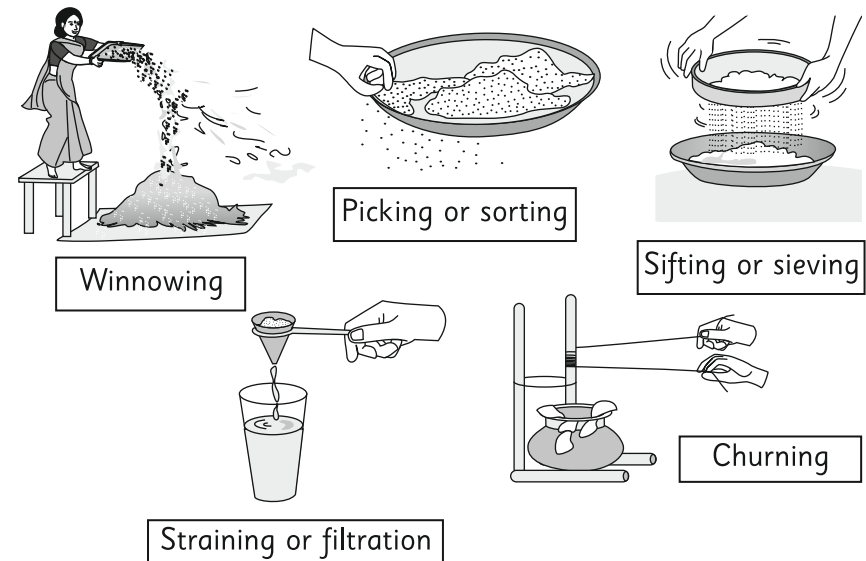 Winnowing
Picking or sorting
Sifting or sieving
Straining or filtration
Churning